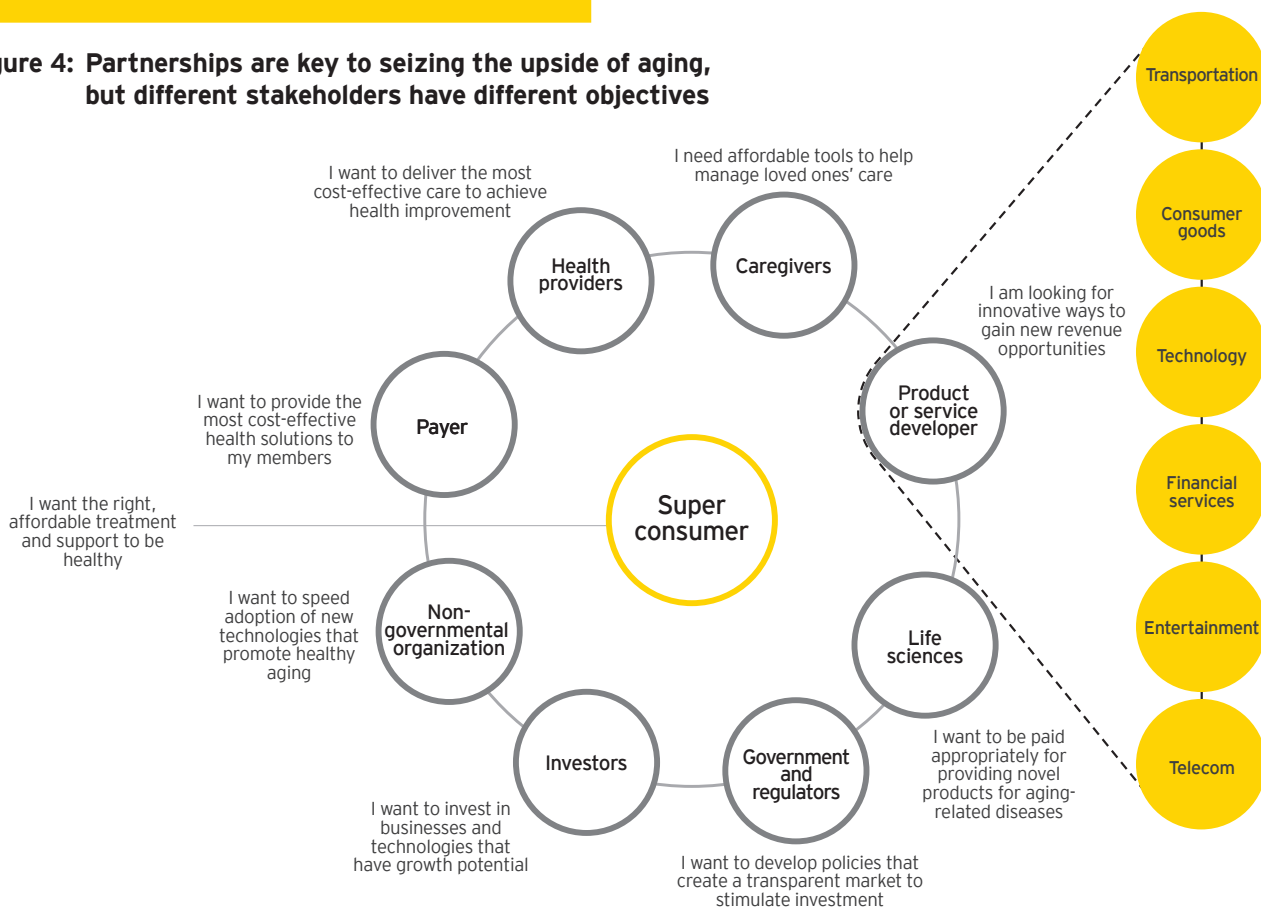 gure 4: Partnerships are key to seizing the upside of aging,
but different stakeholders have different objectives
I want to deliver the most
cost-effective care to achieve
health improvement
Health
providers
I need affordable tools to help
manage loved ones’ care
Caregivers
I am looking for
innovative ways to
gain new revenue
opportunities
Product
or service
developer
I want to provide the
most cost-effective
health solutions to
my members
Payer
I want the right,
affordable treatment
and support to be
healthy
Super
consumer
I want to speed
adoption of new
technologies that
promote healthy
aging
Non-
governmental
organization
Life
sciences
I want to be paid
appropriately for
providing novel
products for aging-
related diseases
Investors
I want to invest in
businesses and
technologies that
have growth potential
Government
and
regulators
I want to develop policies that
create a transparent market to
stimulate investment
Transportation
Consumer
goods
Technology
Financial
services
Entertainment
Telecom